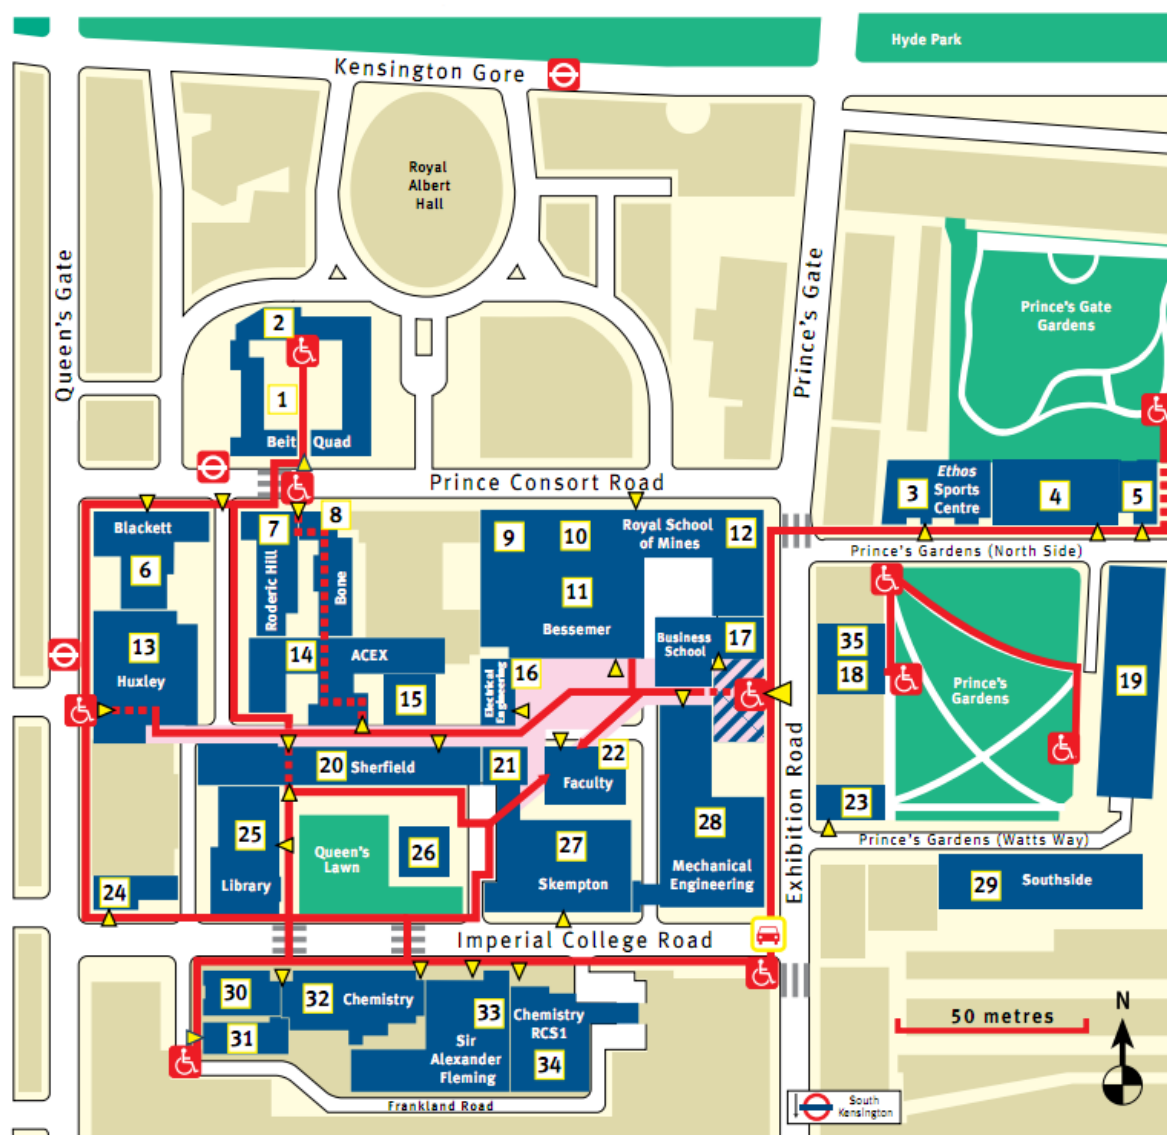 Hyde Park
Kensington Gore
Royal
Albert
Hall
Queen's Gate
Prince's Gate
Prince's Gate
Gardens
2
1
Beit Quad
Prince Consort Road
Ethos
Sports
Centre
3
4
5
Prince's Gardens (North Side)
Blackett
6
7
8
Roderic Hill
Bone
9
10
Royal School
of Mines
12
11
Bessemer
13
Huxley
14
ACEX
15
Electrical
Engineering
16
Business
School
17
35
18
Prince's
Gardens
19
20
Sherfield
21
22
Faculty
23
Prince's Gardens (Watts Way)
Exhibition Road
24
25
Library
Queen's
Lawn
26
27
Skempton
28
Mechanical
Engineering
29
Southside
Imperial College Road
30
31
32
Chemistry
33
Sir
Alexander
Fleming
Chemistry
RCS1
34
Frankland Road
50 metres
N
South
Kensington